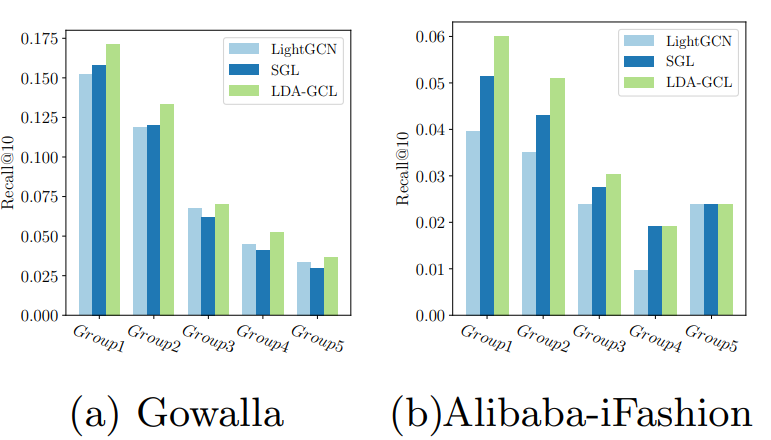 Recall@10
0.175
0.150
0.125
0.100
0.075
0.050
0.025
0.000
LightGCN
SGL
LDA-GCL
Group1 Group2 Group3 Group4 Group5
(a) Gowalla
Recall@10
0.06
0.05
0.04
0.03
0.02
0.01
0.00
LightGCN
SGL
LDA-GCL
Group1 Group2 Group3 Group4 Group5
(b)Alibaba-iFashion